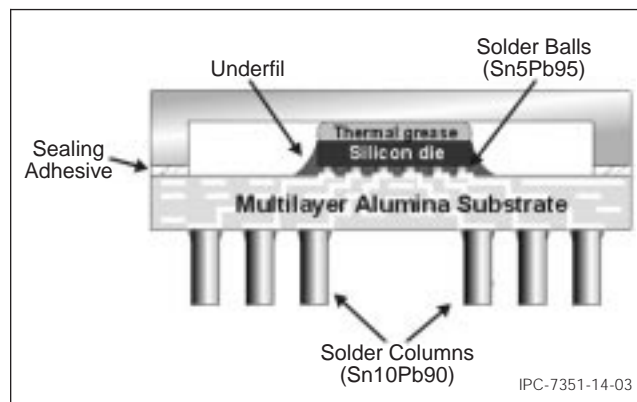 Solder Balls
(Sn5Pb95)
Underfil
Thermal grease
Silicon die
Sealing
Adhesive
Multilayer Alumina Substrate
Solder Columns
(Sn10Pb90)
IPC-7351-14-03